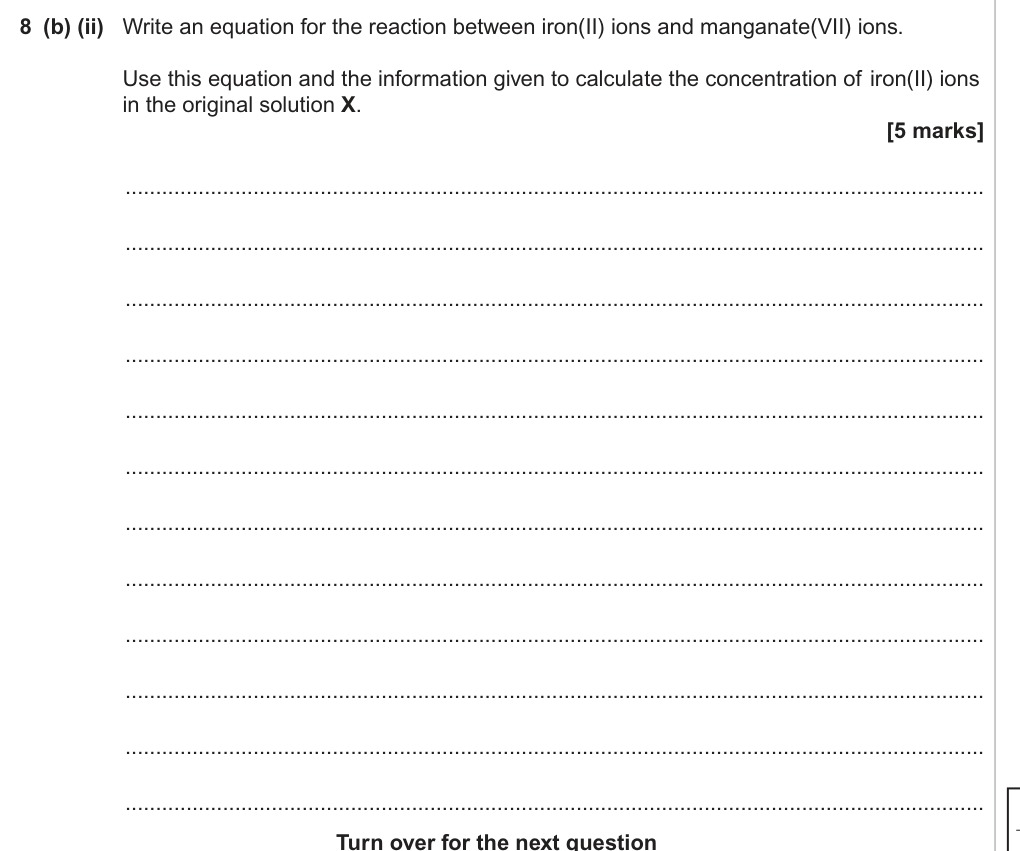 8 (b) (ii) Write an equation for the reaction between iron(II) ions and manganate(VII) ions.
Use this equation and the information given to calculate the concentration of iron(II) ions
in the original solution X.
[5 marks]
Turn over for the next question